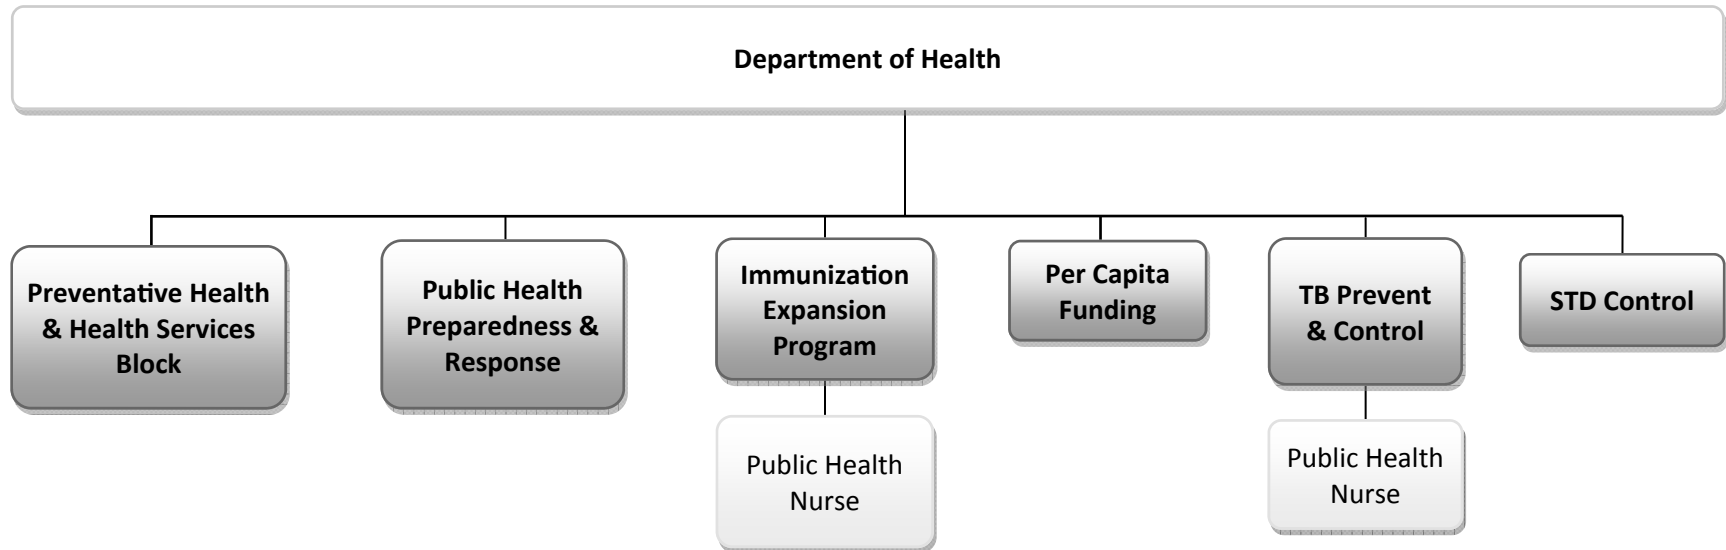 Department of Health
Preventative Health
& Health Services
Block
Public Health
Preparedness &
Response
Immunization
Expansion
Program
Per Capita
Funding
TB Prevent
& Control
STD Control
Public Health
Nurse
Public Health
Nurse